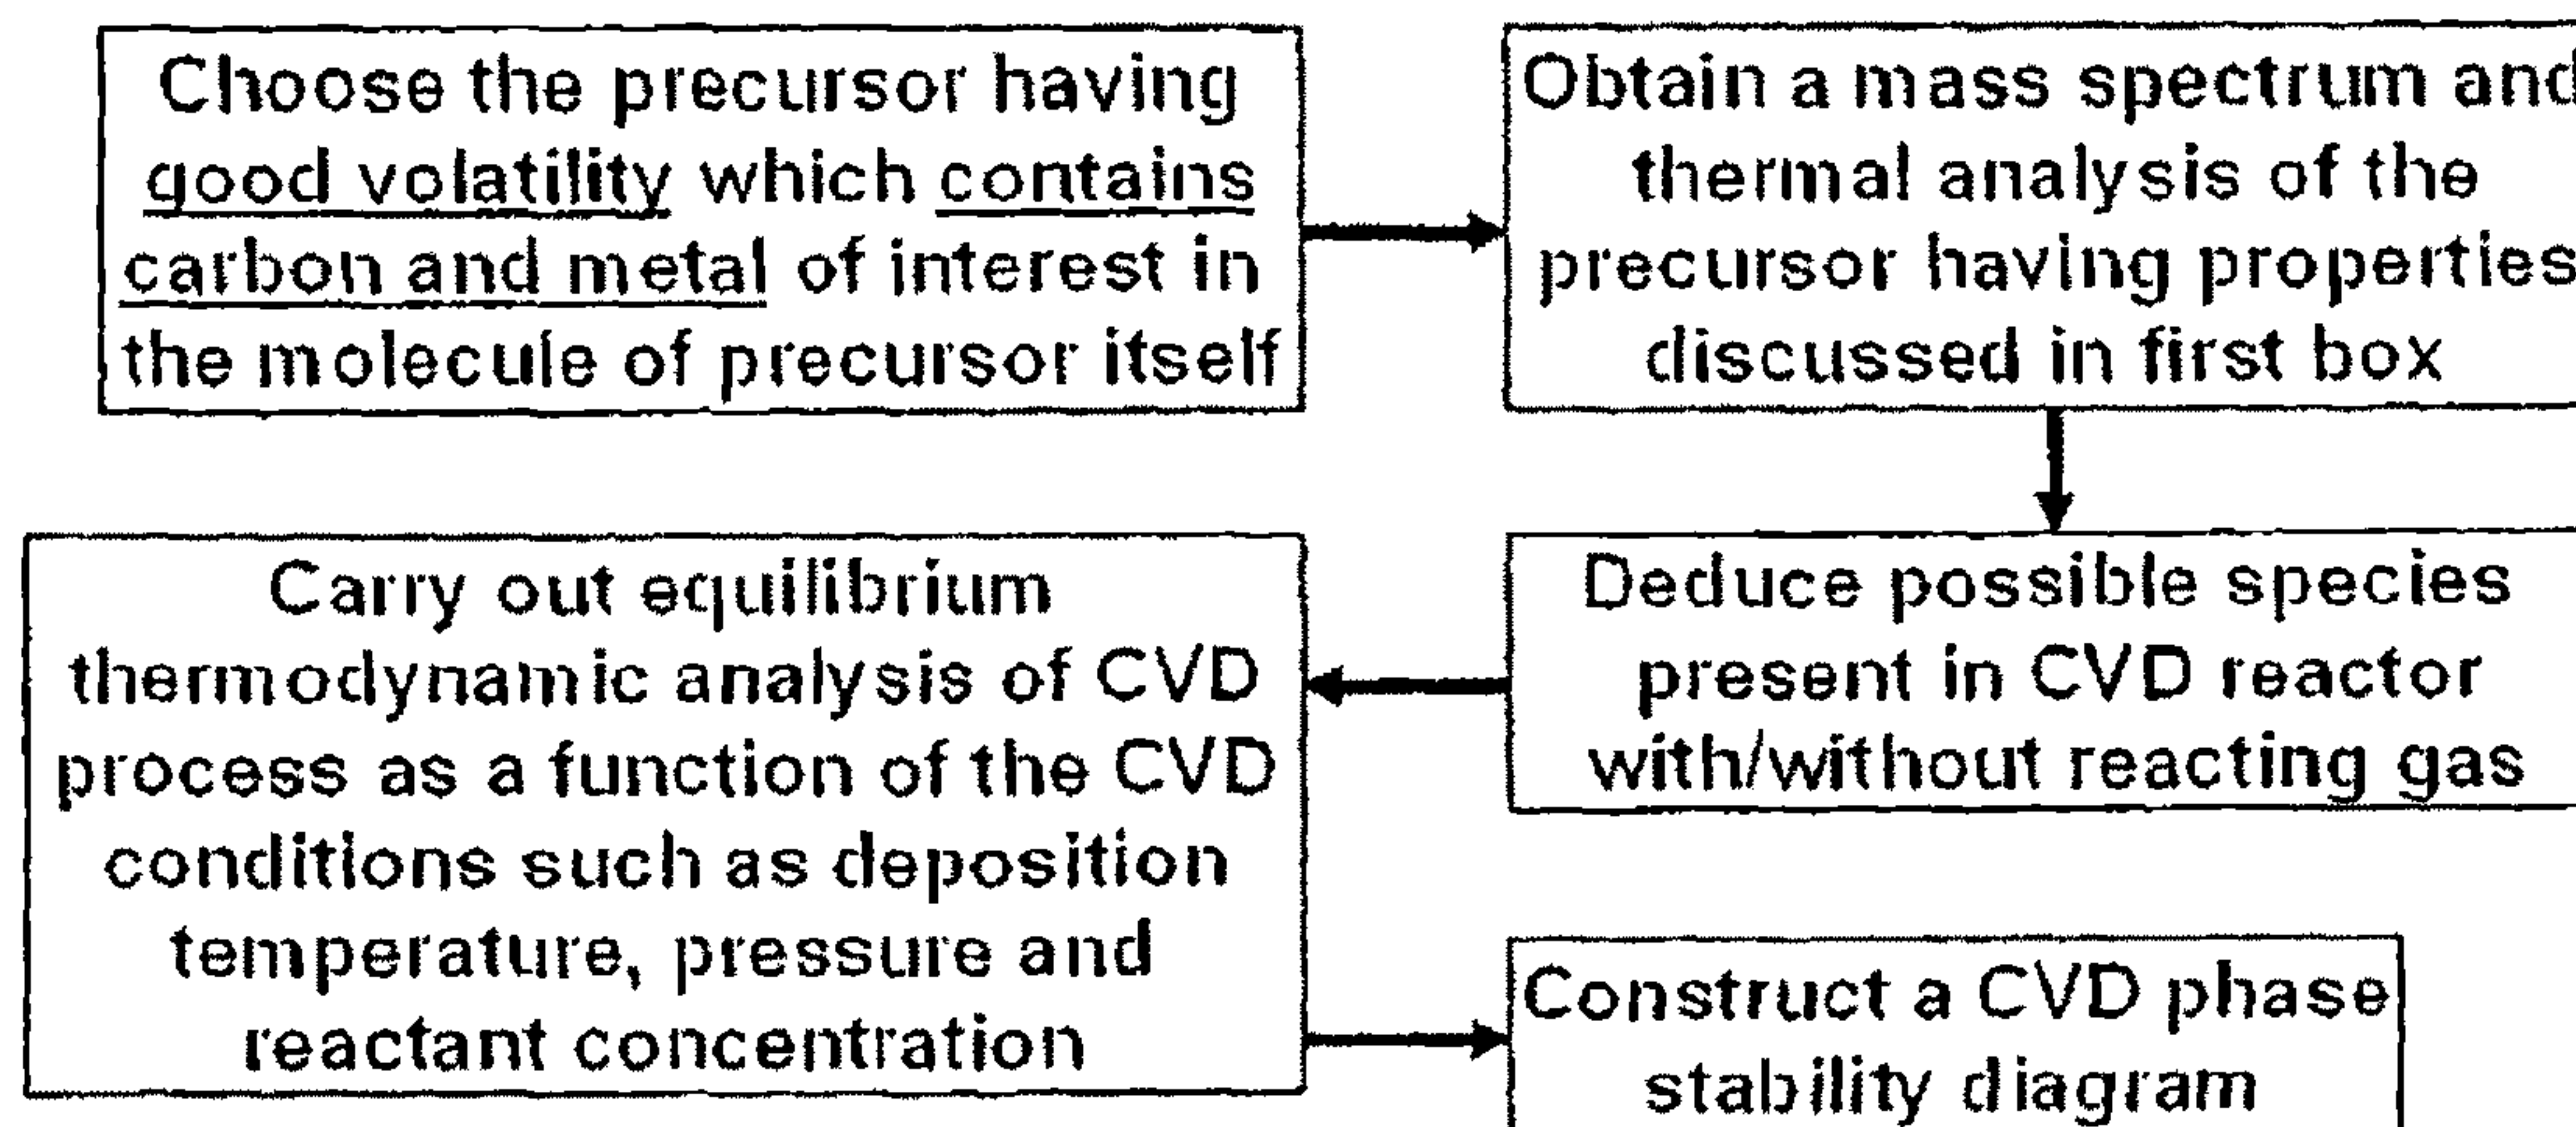 Choose the precursor having
good volatility which contains
carbon and metal of interest in
the molecule of precursor itself
Obtain a mass spectrum and
thermal analysis of the
precursor having properties
discussed in first box
Deduce possible species
present in CVD reactor
with/without reacting gas
Carry out equilibrium
thermodynamic analysis of CVD
process as a function of the CVD
conditions such as deposition
temperature, pressure and
reactant concentration
Construct a CVD phase
stability diagram